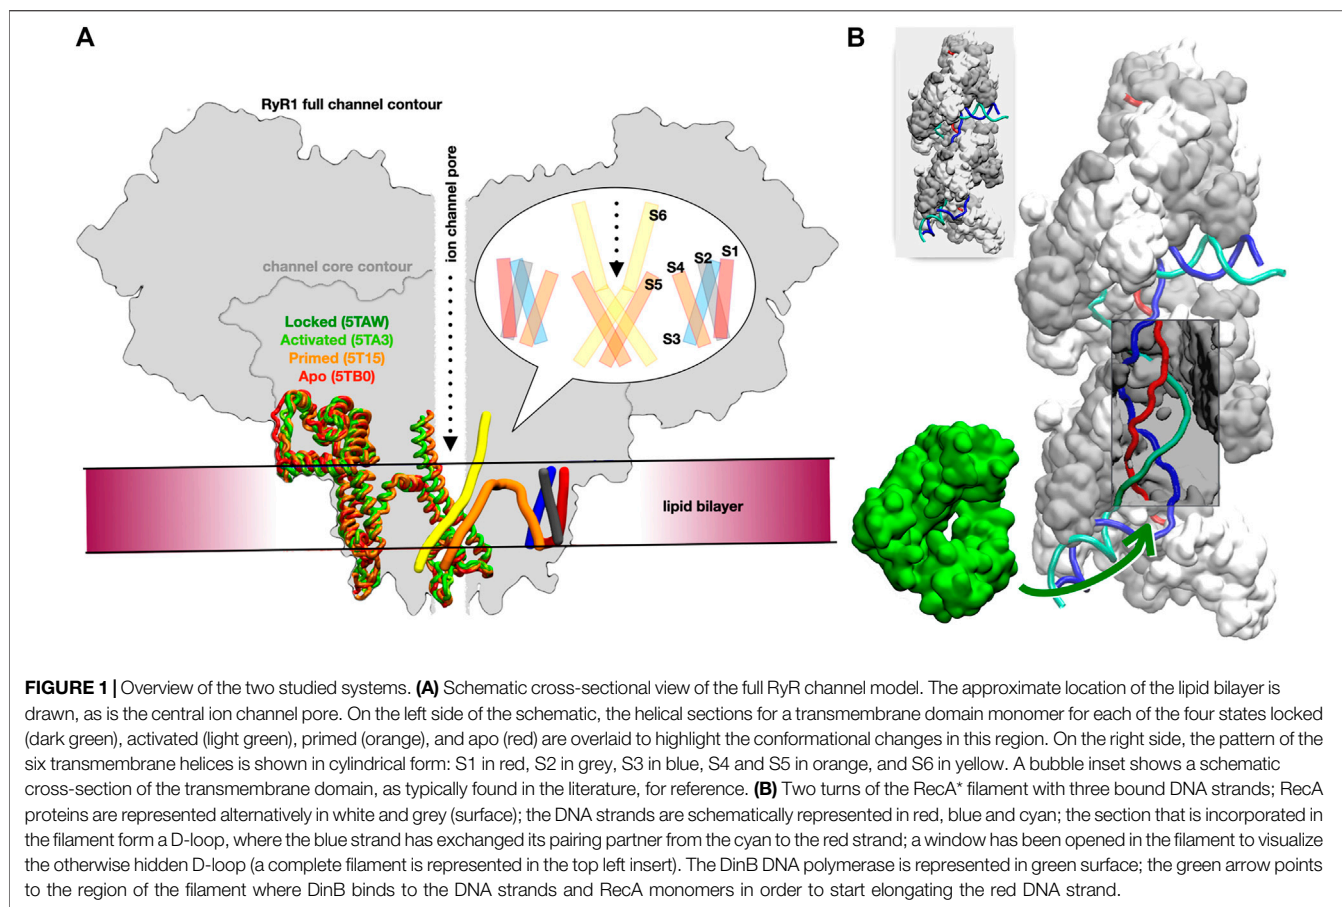 A
B
RyR1 full channel contour
ion channel pore
S6
S1
S2
S4
S5
S3
channel core contour
Locked (5TAW)
Activated (5TA3)
Primed (5T15)
Apo (5TB0)
lipid bilayer
FIGURE 1 | Overview of the two studied systems. (A) Schematic cross-sectional view of the full RyR channel model. The approximate location of the lipid bilayer is
drawn, as is the central ion channel pore. On the left side of the schematic, the helical sections for a transmembrane domain monomer for each of the four states locked
(dark green), activated (light green), primed (orange), and apo (red) are overlaid to highlight the conformational changes in this region. On the right side, the pattern of the
six transmembrane helices is shown in cylindrical form: S1 in red, S2 in grey, S3 in blue, S4 and S5 in orange, and S6 in yellow. A bubble inset shows a schematic
cross-section of the transmembrane domain, as typically found in the literature, for reference. (B) Two turns of the RecA* filament with three bound DNA strands; RecA
proteins are represented alternatively in white and grey (surface); the DNA strands are schematically represented in red, blue and cyan; the section that is incorporated in
the filament form a D-loop, where the blue strand has exchanged its pairing partner from the cyan to the red strand; a window has been opened in the filament to visualize
the otherwise hidden D-loop (a complete filament is represented in the top left insert). The DinB DNA polymerase is represented in green surface; the green arrow points
to the region of the filament where DinB binds to the DNA strands and RecA monomers in order to start elongating the red DNA strand.